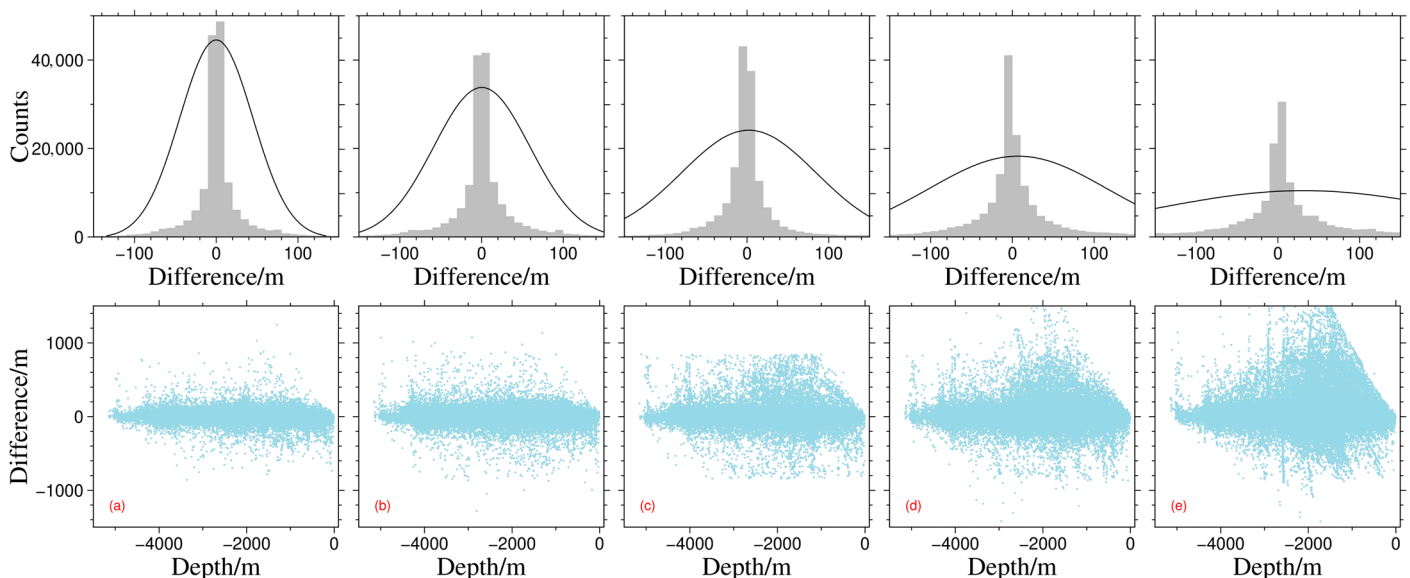 Counts
40,000
20,000
0
−100 0 100
−100 0 100
−100 0 100
−100 0 100
−100 0 100
Difference/m
Difference/m
Difference/m
Difference/m
Difference/m
Difference/m
1000
0
−1000
(a)
(b)
(c)
(d)
(e)
−4000 −2000 0
−4000 −2000 0
−4000 −2000 0
−4000 −2000 0
−4000 −2000 0
Depth/m
Depth/m
Depth/m
Depth/m
Depth/m